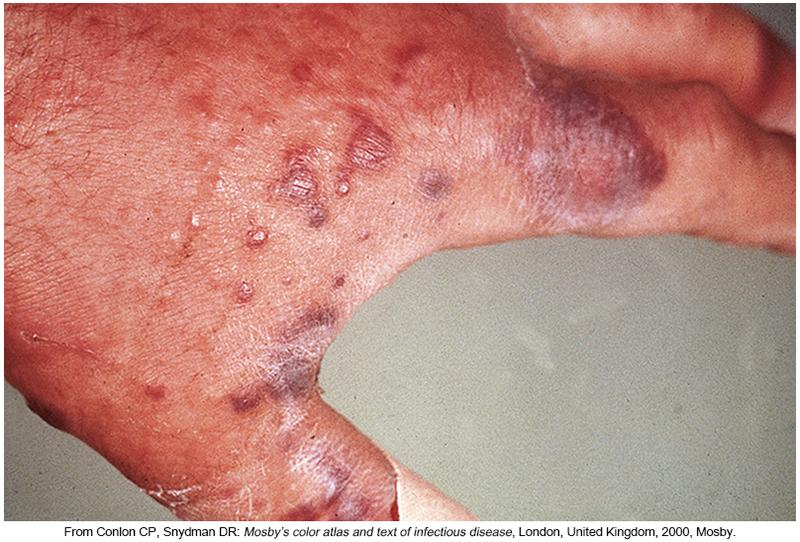 From Conlon CP, Snydman DR: Mosby's color atlas and text of infectious disease, London, United Kingdom, 2000, Mosby.